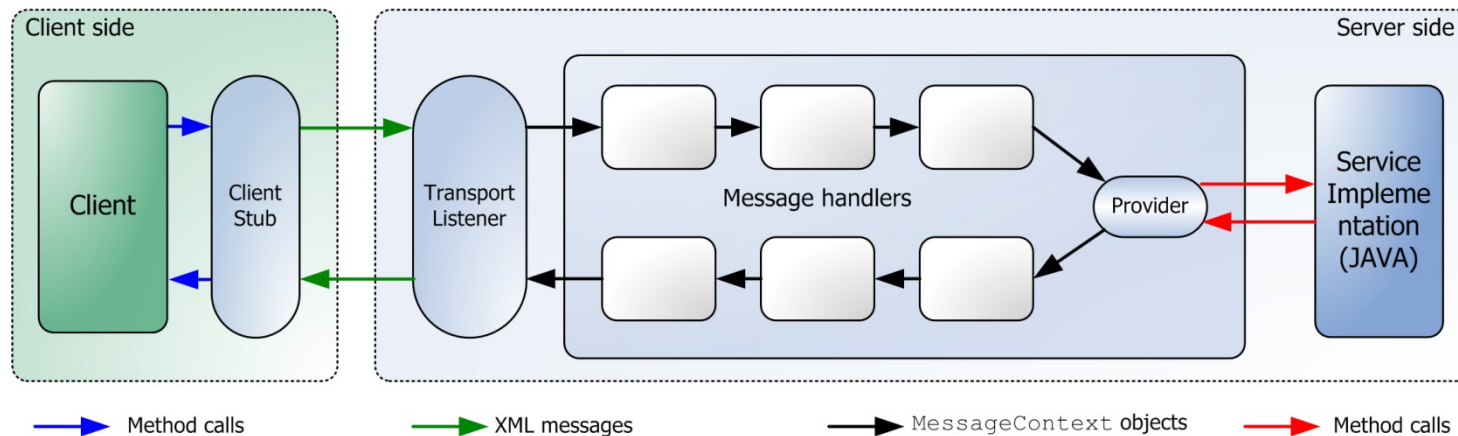 Client side
Server side
Client
Client
Stub
Transport
Listener
Message handlers
Provider
Service
Impleme
ntation
(JAVA)
Method calls
XML messages
MessageContext objects
Method calls